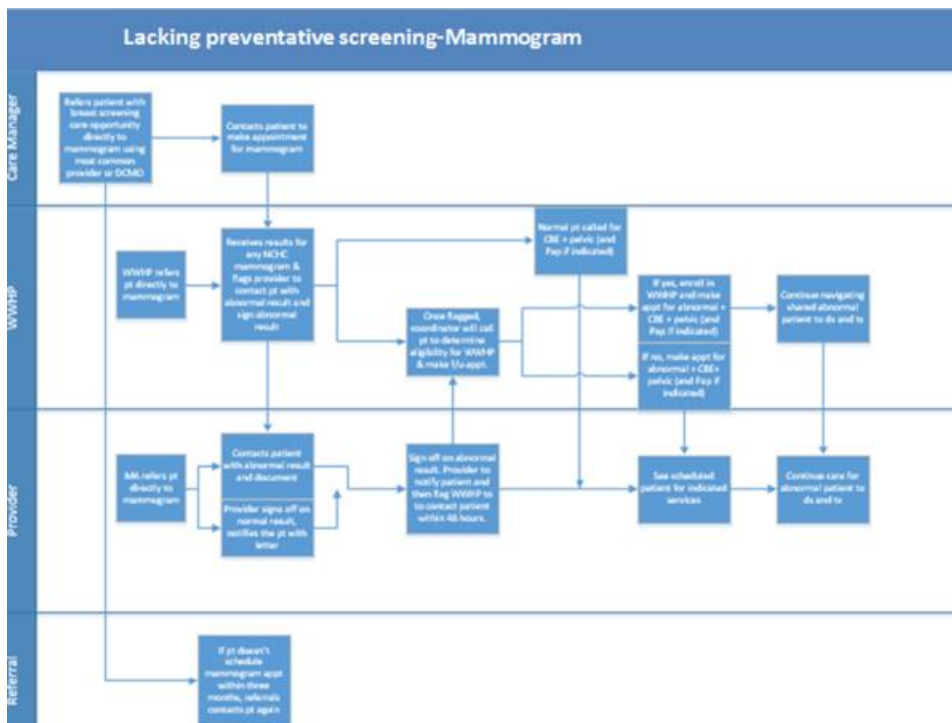 Lacking preventative screening-Mammogram
Care Manager
Refers patient with
breast screening
care opportunity
directly to
mammogram using
most common
provider or DCMO
Contacts patient to
make appointment
for mammogram
WWHP
WWHP refers
pt directly to
mammogram
Receives results for
any NCHC
mammogram &
flags provider to
contact pt with
abnormal result and
sign abnormal
result
Normal pt called for
CBE + pelvic (and
Pap if indicated)
Once flagged,
coordinator will call
pt to determine
eligibility for WWHP
& make f/u appt.
If yes, enroll in
WWHP and make
appt for abnormal +
CBE + pelvic (and
Pap if indicated)
If no, make appt for
abnormal + CBE+
pelvic (and Pap if
indicated)
Continue navigating
shared abnormal
patient to dx and tx
Provider
MA refers pt
directly to
mammogram
Contacts patient
with abnormal result
and document
Provider signs off on
normal result,
notifies the pt with
letter
Sign off on abnormal
result. Provider to
notify patient and
then flag WWHP to
to contact patient
within 48 hours.
See scheduled
patient for indicated
services
Continue care for
abnormal patient to
dx and tx
Referral
If pt doesn't
schedule
mammogram appt
within three
months, referrals
contacts pt again